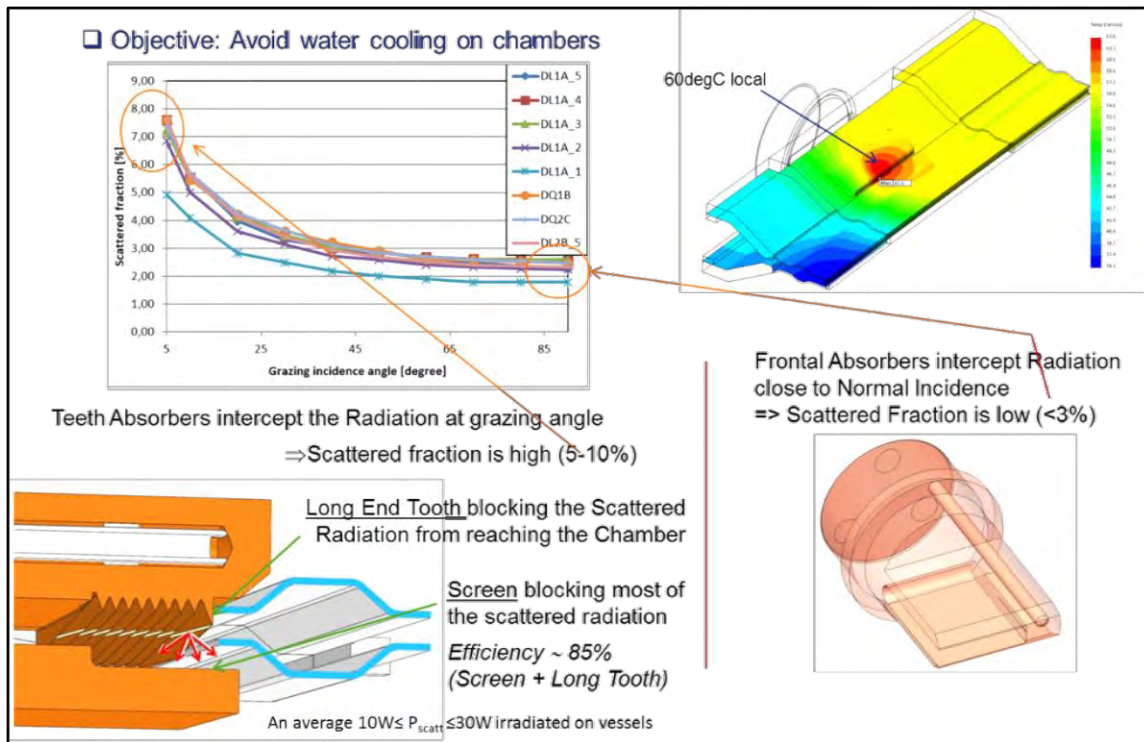 ❑ Objective: Avoid water cooling on chambers
9,00
8,00
7,00
6,00
5,00
4,00
3,00
2,00
1,00
0,00
Scattered fraction [%]
5
25
45
65
85
Grazing incidence angle [degree]
DL1A_5
DL1A_4
DL1A_3
DL1A_2
DL1A_1
DQ1B
DQ2C
DL2B_5
60degC local
Teeth Absorbers intercept the Radiation at grazing angle
⇒Scattered fraction is high (5-10%)
Frontal Absorbers intercept Radiation
close to Normal Incidence
=> Scattered Fraction is low (<3%)
Long End Tooth blocking the Scattered
Radiation from reaching the Chamber
Screen blocking most of
the scattered radiation
Efficiency ~ 85%
(Screen + Long Tooth)
An average 10W≤ Pscatt ≤30W irradiated on vessels